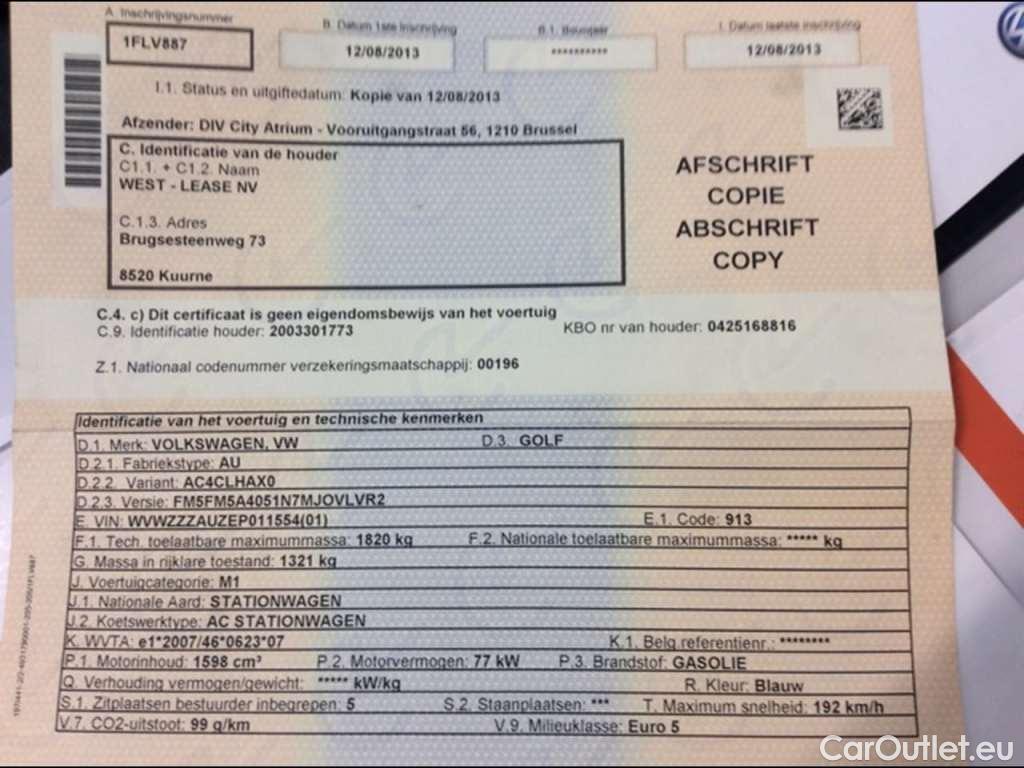 A. Inschrijvingsnummer B. Datum 1ste inschrijving B.1. Bouwjaar I. Datum laatste inschrijving
1FLV887 12/08/2013 ********** 12/08/2013
I.1. Status en uitgiftedatum: Kopie van 12/08/2013
Afzender: DIV City Atrium - Vooruitgangstraat 56, 1210 Brussel
C. Identificatie van de houder
C1.1. + C1.2. Naam
WEST - LEASE NV
C.1.3. Adres
Brugsesteenweg 73
8520 Kuurne
AFSCHRIFT
COPIE
ABSCHRIFT
COPY
C.4. c) Dit certificaat is geen eigendomsbewijs van het voertuig
C.9. Identificatie houder: 2003301773 KBO nr van houder: 0425168816
Z.1. Nationaal codenummer verzekeringsmaatschappij: 00196
Identificatie van het voertuig en technische kenmerken
D.1. Merk: VOLKSWAGEN, VW D.3. GOLF
D.2.1. Fabriekstype: AU
D.2.2. Variant: AC4CLHAX0
D.2.3. Versie: FM5FM5A4051N7MJOVLVR2
E. VIN: WVWZZZAUZEP011554(01) E.1. Code: 913
F.1. Tech. toelaatbare maximummassa: 1820 kg F.2. Nationale toelaatbare maximummassa: ***** kg
G. Massa in rijklare toestand: 1321 kg
J. Voertuigcategorie: M1
J.1. Nationale Aard: STATIONWAGEN
J.2. Koetswerktype: AC STATIONWAGEN
K. WVTA: e1*2007/46*0623*07 K.1. Belg.referentienr.: ********
P.1. Motorinhoud: 1598 cm³ P.2. Motorvermogen: 77 kW P.3. Brandstof: GASOLIE
Q. Verhouding vermogen/gewicht: ***** kW/kg R. Kleur: Blauw
S.1. Zitplaatsen bestuurder inbegrepen: 5 S.2. Staanplaatsen: *** T. Maximum snelheid: 192 km/h
V.7. CO2-uitstoot: 99 g/km V.9. Milieuklasse: Euro 5
CarOutlet.eu